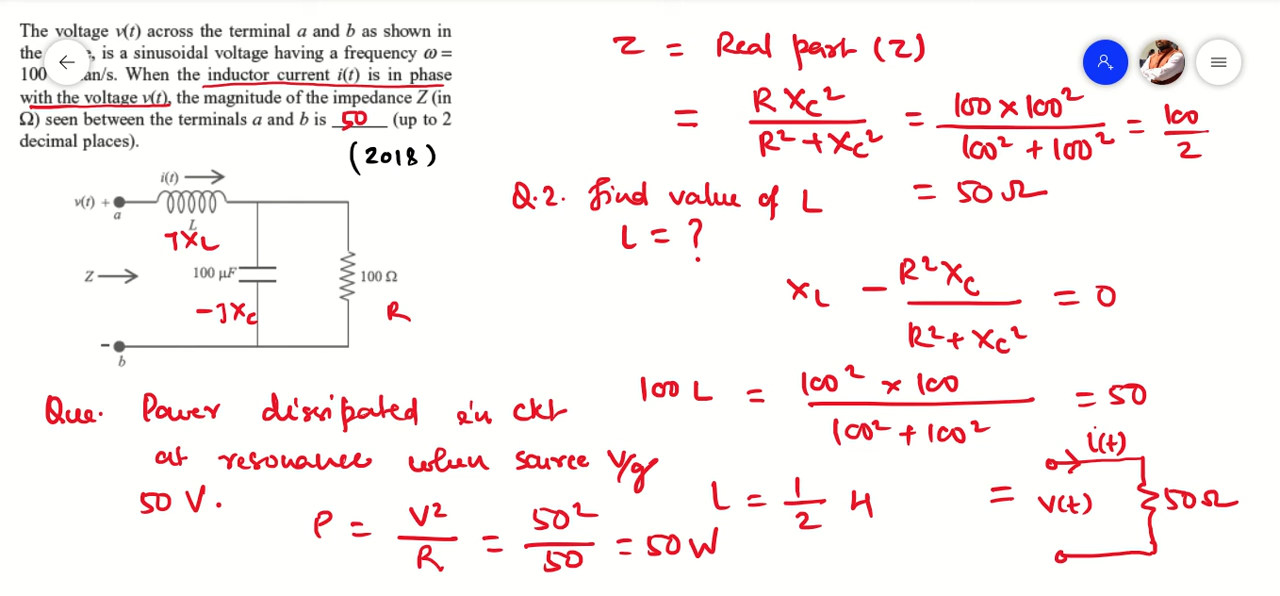 The voltage v(t) across the terminal a and b as shown in
the , is a sinusoidal voltage having a frequency ω =
100 an/s. When the inductor current i(t) is in phase
with the voltage v(t), the magnitude of the impedance Z (in
Ω) seen between the terminals a and b is 50 (up to 2
decimal places).
(2018)
i(t)
v(t) +
a
L
JXL
Z
100 μF
100 Ω
-JXc
R
-
b
Z = Real part (Z)
= R Xc² / R² + Xc² = 100 × 100² / 100² + 100² = 100 / 2
= 50 Ω
Q.2. Find value of L
L = ?
XL - R² Xc / R² + Xc² = 0
100 L = 100² × 100 / 100² + 100² = 50
L = 1/2 H
Que. Power dissipated in ckt
at resonance when source V/g
50 V.
P = V² / R = 50² / 50 = 50 W
=
i(t)
V(t)
50 Ω